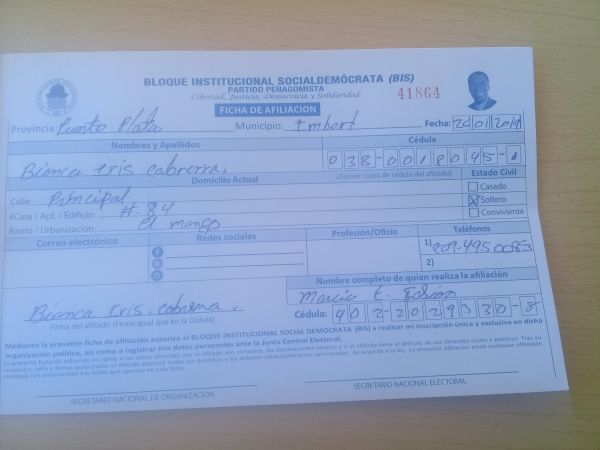 BLOQUE INSTITUCIONAL SOCIALDEMÓCRATA (BIS)
PARTIDO PEÑAGOMISTA
Libertad, Justicia, Democracia y Solidaridad
41864
FICHA DE AFILIACION
Provincia Puerto Plata Municipio: Imbert Fecha: 20/01/2019
Nombres y Apellidos Cédula
Bianca Iris Cabrera. 038-0018045-1
Domicilio Actual (Anexar copia de cédula del afiliado) Estado Civil
Calle: Principal Casado
#Casa / Apt. / Edificio: #. 84 Soltero
Barrio / Urbanización: El mango Conviviente
Correo electrónico Redes sociales Profesión/Oficio Teléfonos
1) 809-495 0083
2)
Nombre completo de quien realiza la afiliación
Bianca Iris. Cabrera. Marcia E.
Firma del afiliado (Firme igual que en la Cédula) Cédula: 402-2029330-8
Mediante la presente ficha de afiliación autorizo al BLOQUE INSTITUCIONAL SOCIAL DEMÓCRATA (BIS) a realizar mi inscripción única y exclusiva en dicha
organización política, así como a registrar mis datos personales ante la Junta Central Electoral.
SECRETARIO NACIONAL DE ORGANIZACIÓN SECRETARIO NACIONAL ELECTORAL